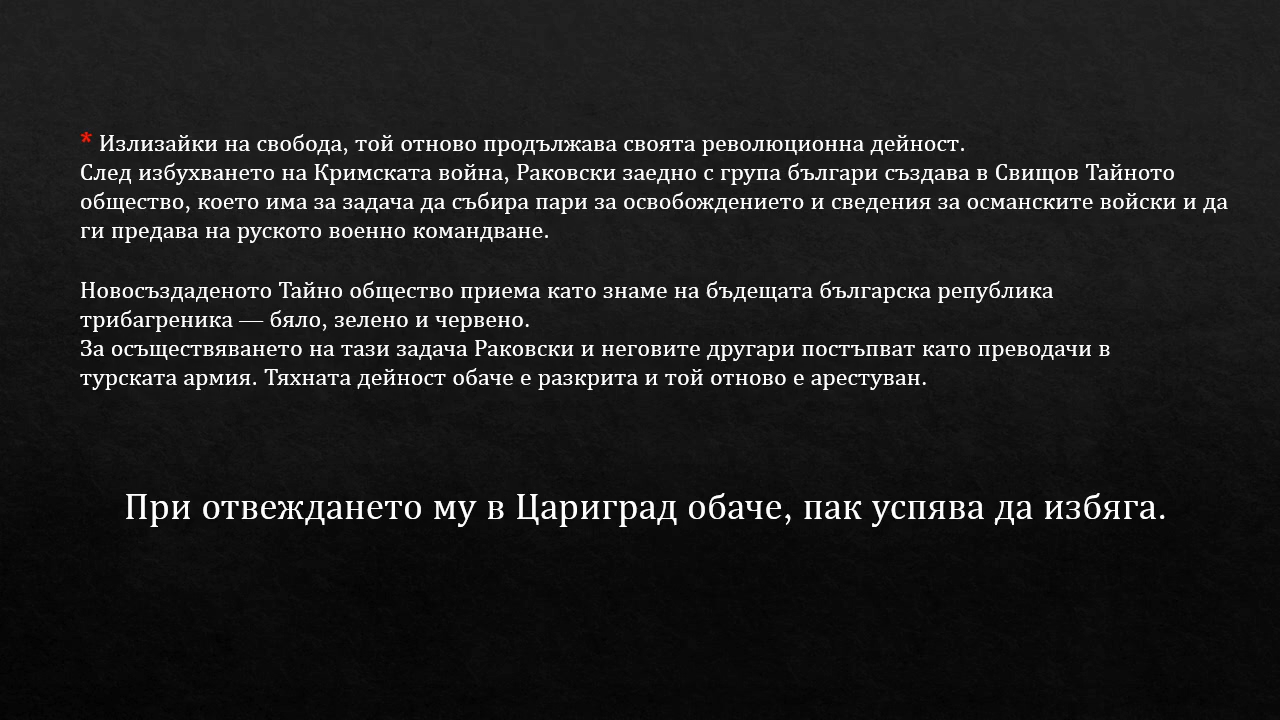 * Излизайки на свобода, той отново продължава своята революционна дейност.
След избухването на Кримската война, Раковски заедно с група българи създава в Свищов Тайното
общество, което има за задача да събира пари за освобождението и сведения за османските войски и да
ги предава на руското военно командване.
Новосъздаденото Тайно общество приема като знаме на бъдещата българска република
трибагреника — бяло, зелено и червено.
За осъществяването на тази задача Раковски и неговите другари постъпват като преводачи в
турската армия. Тяхната дейност обаче е разкрита и той отново е арестуван.
При отвеждането му в Цариград обаче, пак успява да избяга.